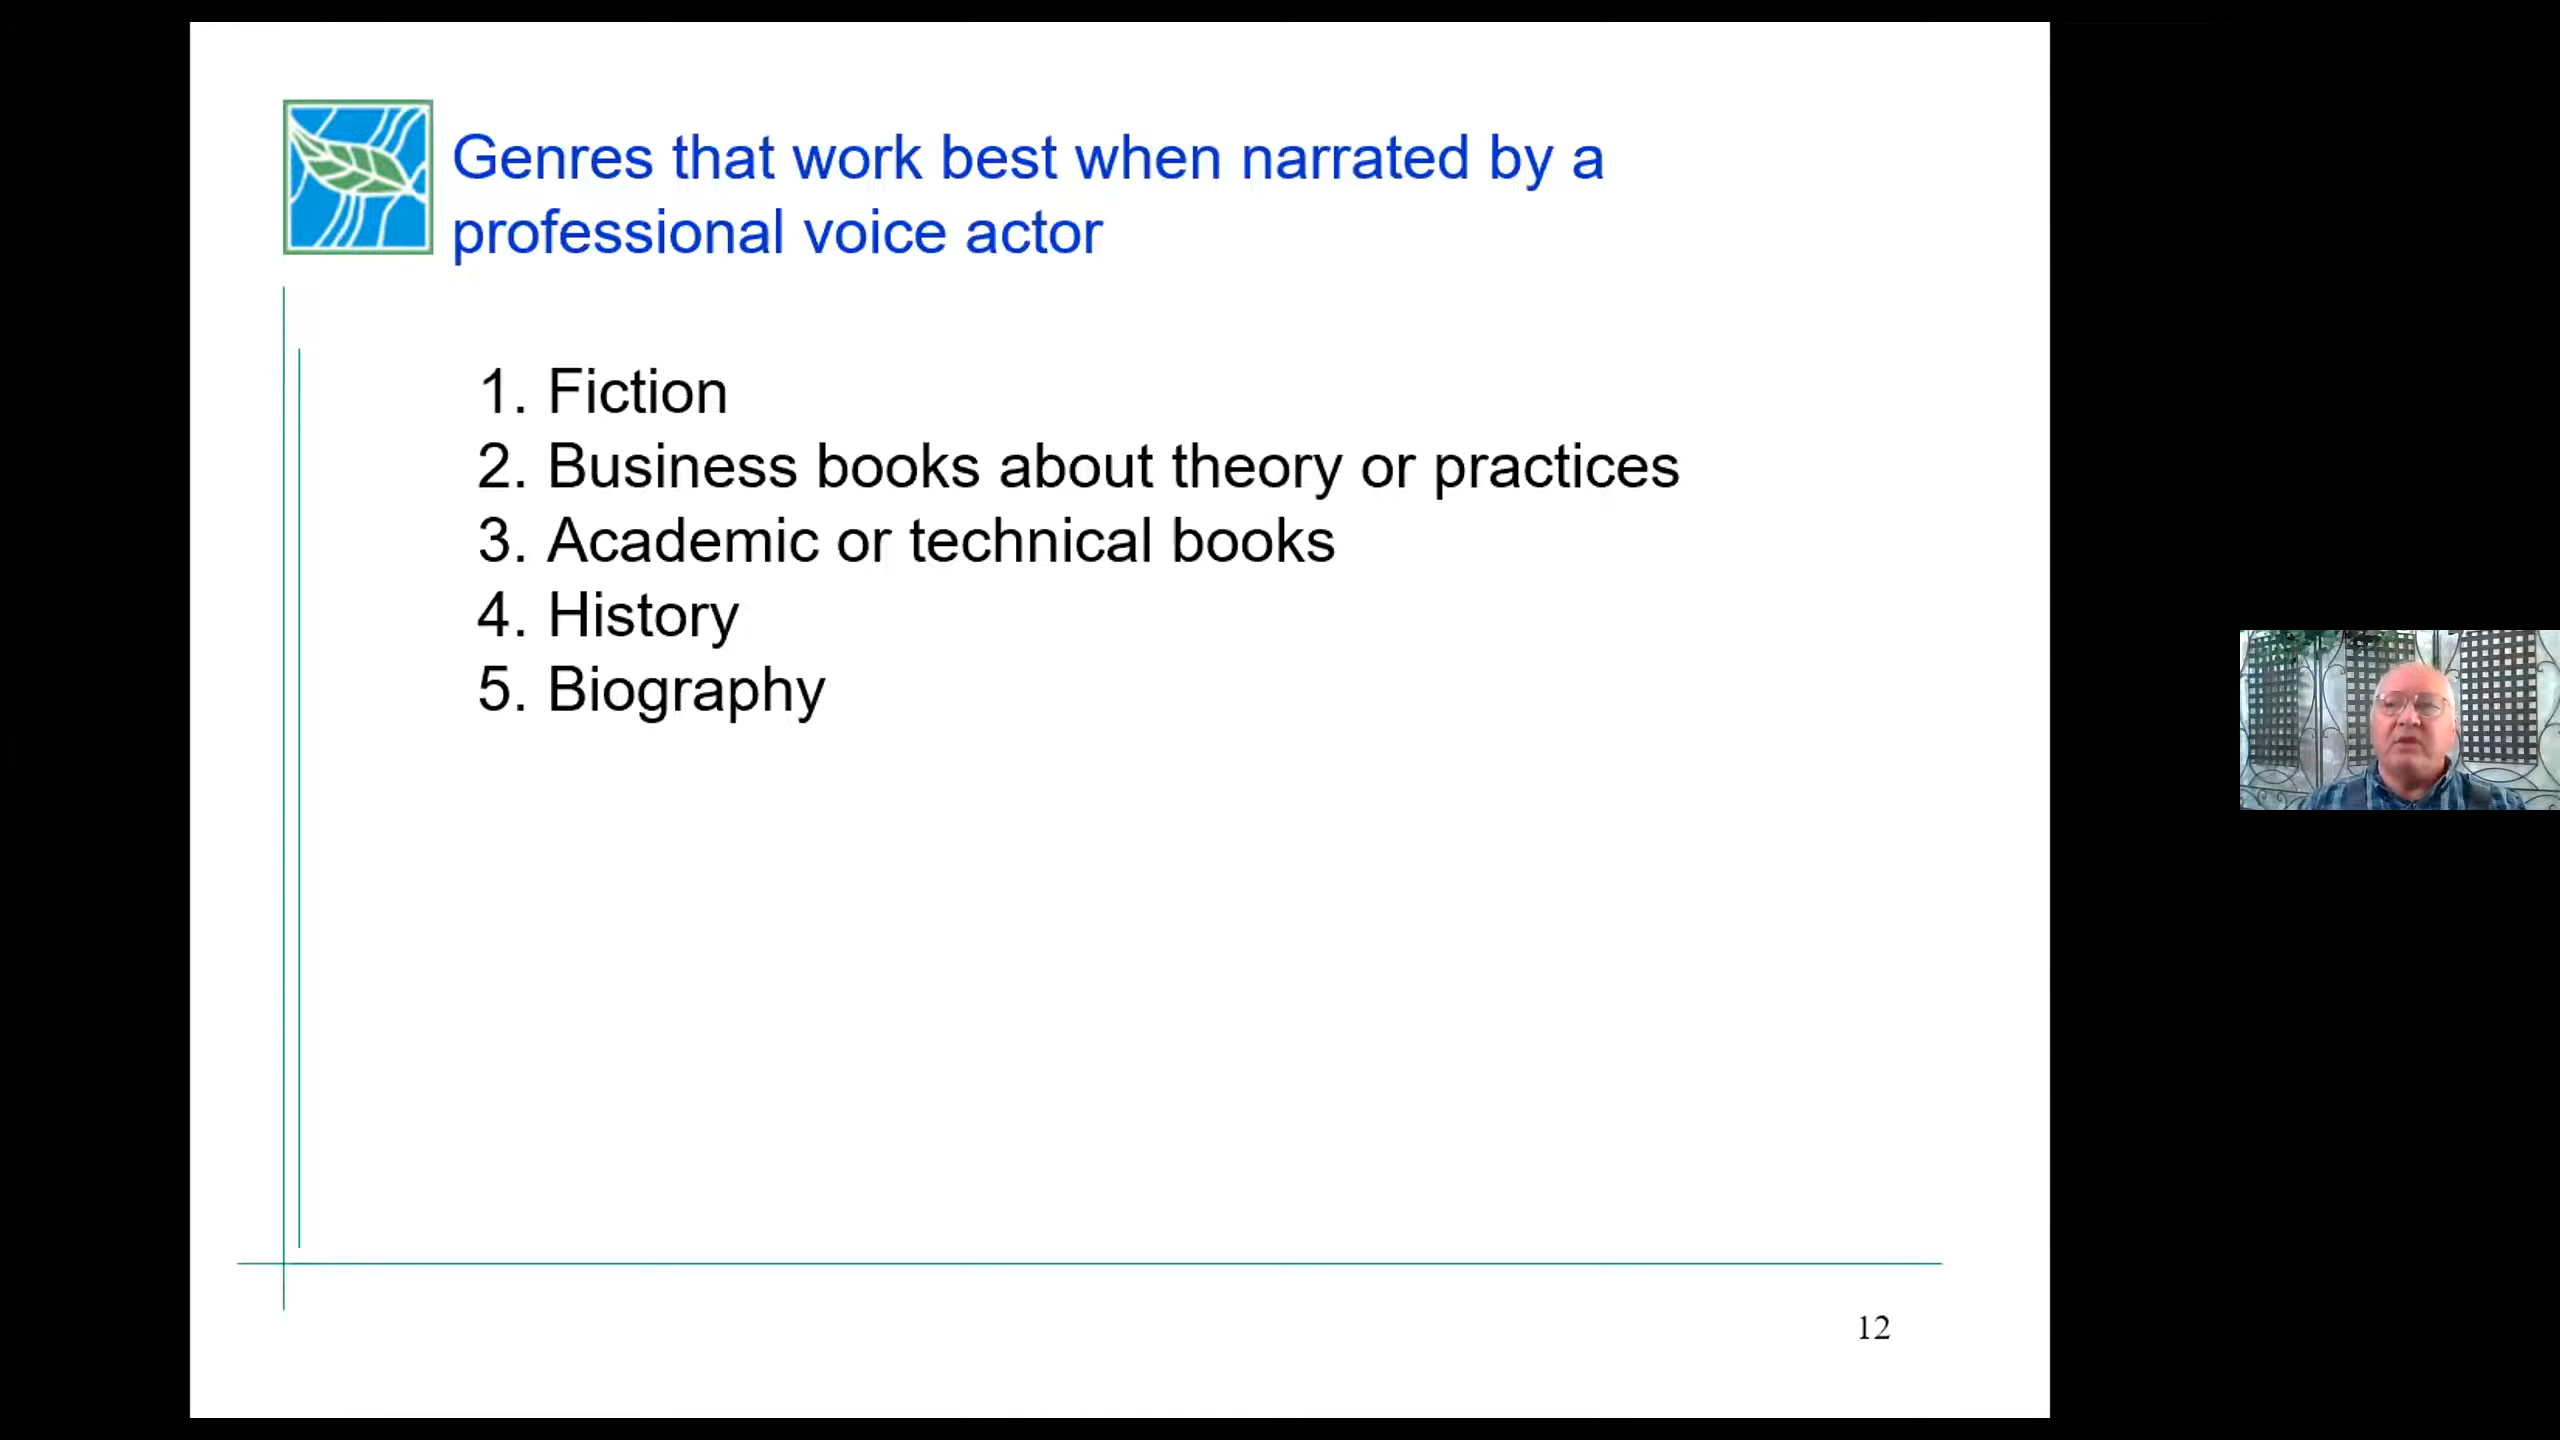 Genres that work best when narrated by a
professional voice actor
1. Fiction
2. Business books about theory or practices
3. Academic or technical books
4. History
5. Biography
12